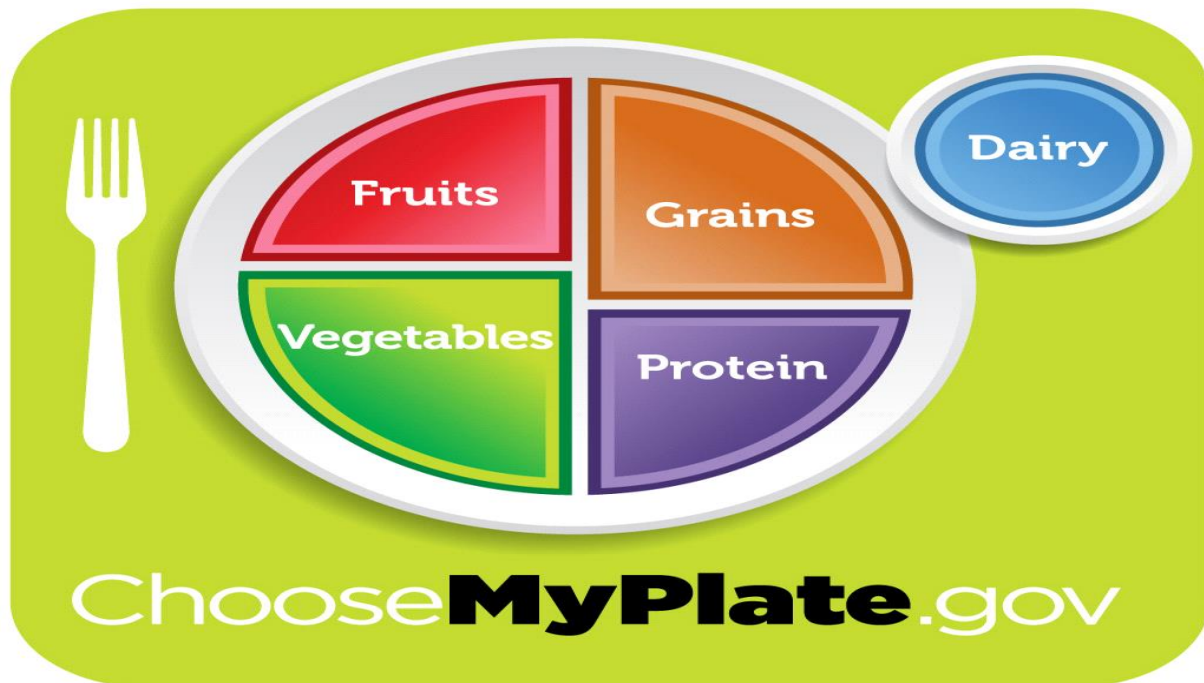 Fruits
Grains
Dairy
Vegetables
Protein
ChooseMyPlate.gov